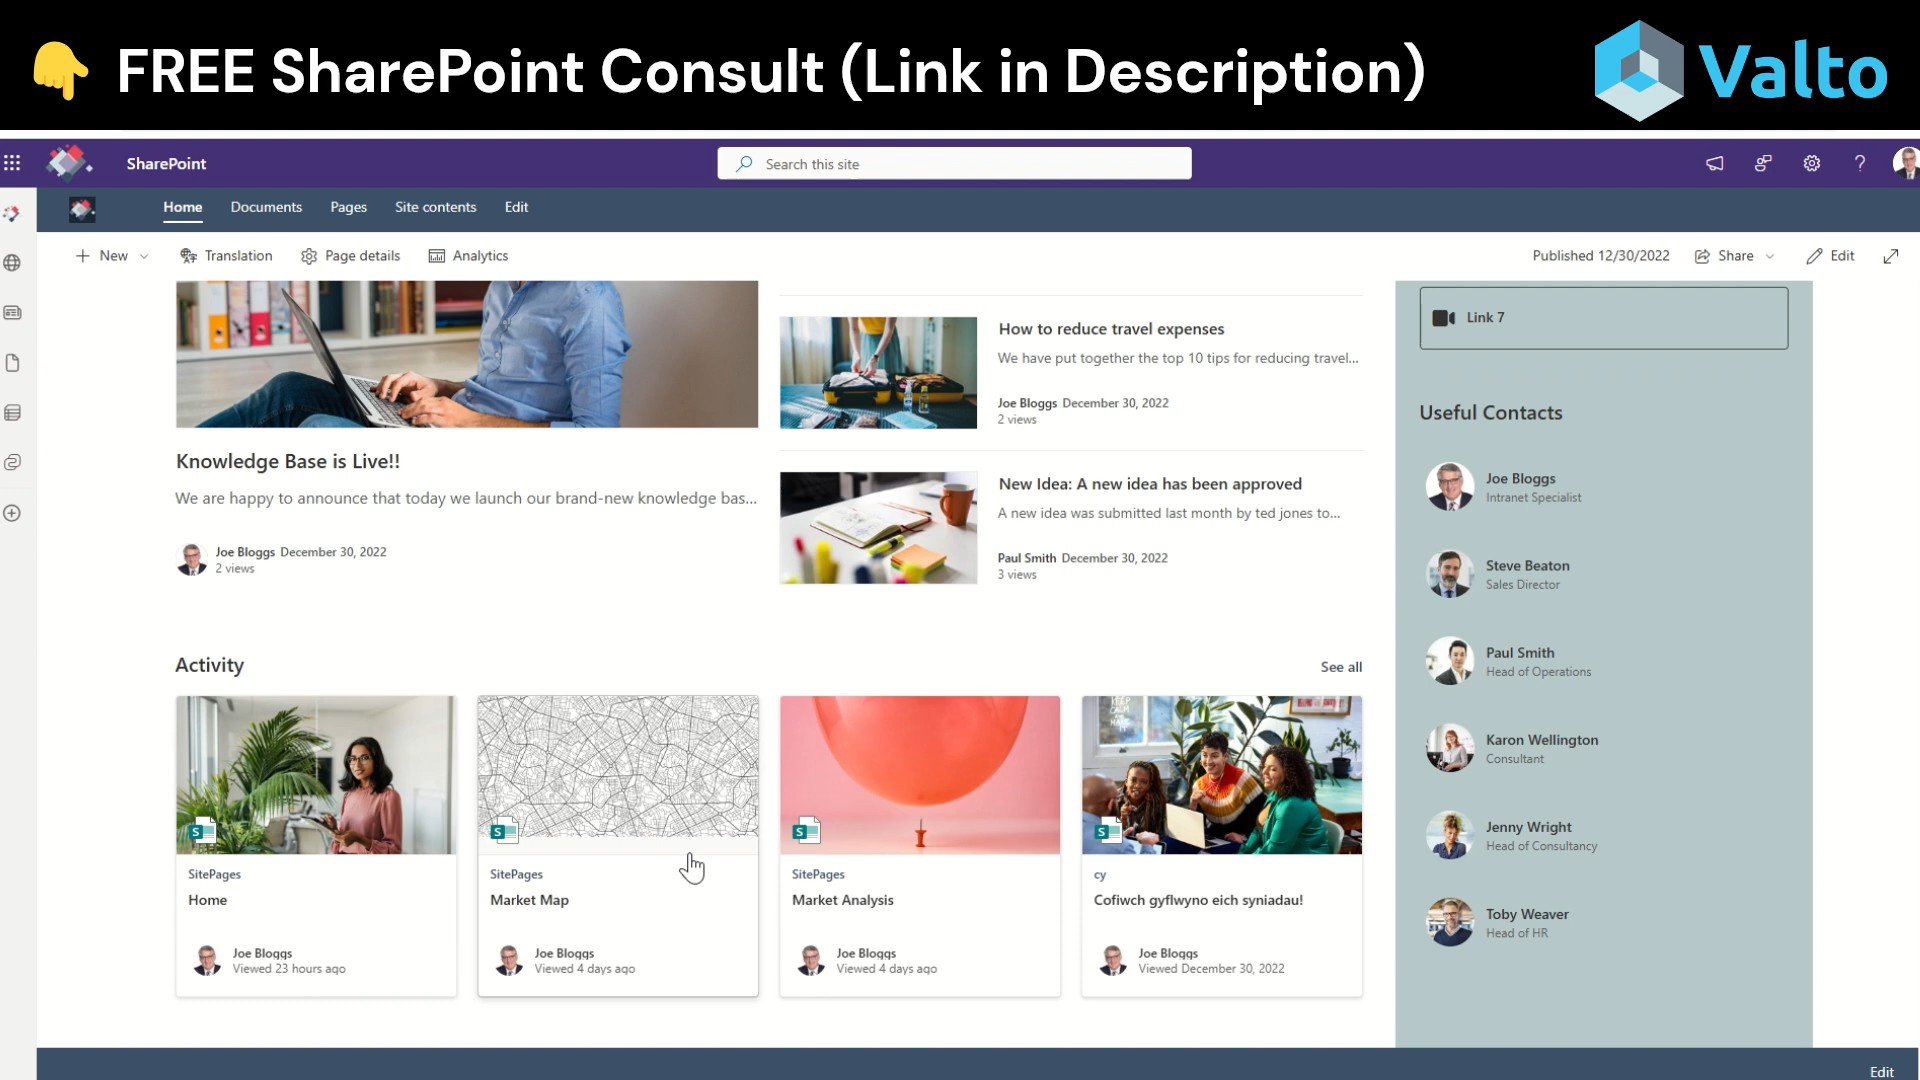 FREE SharePoint Consult (Link in Description)
Valto
SharePoint
Search this site
Home Documents Pages Site contents Edit
New Translation Page details Analytics
Published 12/30/2022 Share Edit
Knowledge Base is Live!!
We are happy to announce that today we launch our brand-new knowledge bas...
Joe Bloggs December 30, 2022
2 views
How to reduce travel expenses
We have put together the top 10 tips for reducing travel...
Joe Bloggs December 30, 2022
2 views
New Idea: A new idea has been approved
A new idea was submitted last month by ted jones to...
Paul Smith December 30, 2022
3 views
Link 7
Useful Contacts
Joe Bloggs
Intranet Specialist
Steve Beaton
Sales Director
Paul Smith
Head of Operations
Karon Wellington
Consultant
Jenny Wright
Head of Consultancy
Toby Weaver
Head of HR
Activity
See all
S
SitePages
Home
Joe Bloggs
Viewed 23 hours ago
S
SitePages
Market Map
Joe Bloggs
Viewed 4 days ago
S
SitePages
Market Analysis
Joe Bloggs
Viewed 4 days ago
KEEP
CALM
AND
MAKE
S
cy
Cofiwch gyflwyno eich syniadau!
Joe Bloggs
Viewed December 30, 2022
Edit